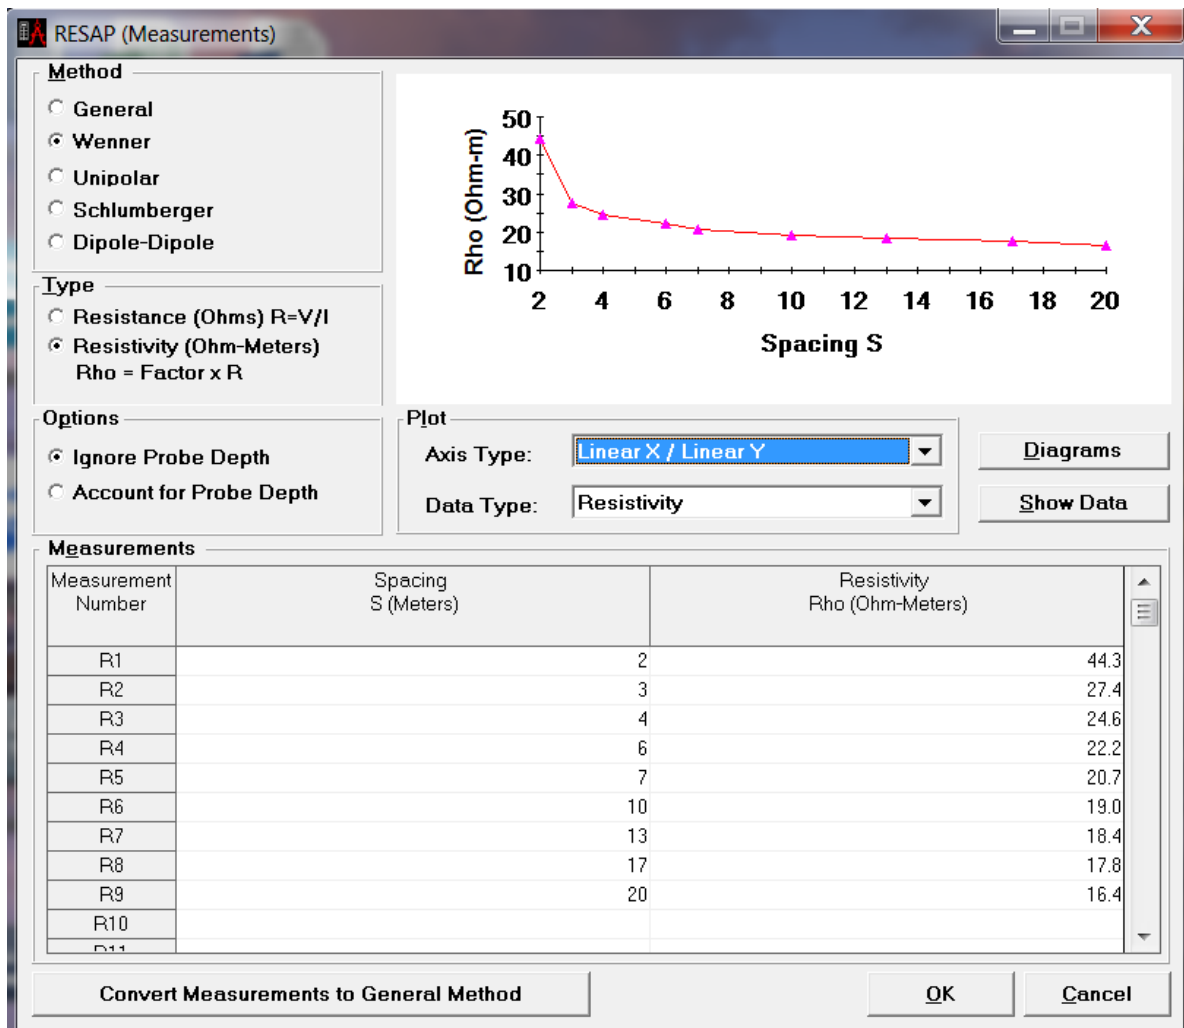 RESAP (Measurements)
Method
General
Wenner
Unipolar
Schlumberger
Dipole-Dipole
Type
Resistance (Ohms) R=V/I
Resistivity (Ohm-Meters)
Rho = Factor x R
Options
Ignore Probe Depth
Account for Probe Depth
Rho (Ohm-m)
50
40
30
20
10
2 4 6 8 10 12 14 16 18 20
Spacing S
Plot
Axis Type: Linear X / Linear Y
Data Type: Resistivity
Diagrams
Show Data
Measurements
Measurement Number Spacing S (Meters) Resistivity Rho (Ohm-Meters)
R1 2 44.3
R2 3 27.4
R3 4 24.6
R4 6 22.2
R5 7 20.7
R6 10 19.0
R7 13 18.4
R8 17 17.8
R9 20 16.4
R10
R11
Convert Measurements to General Method
OK
Cancel